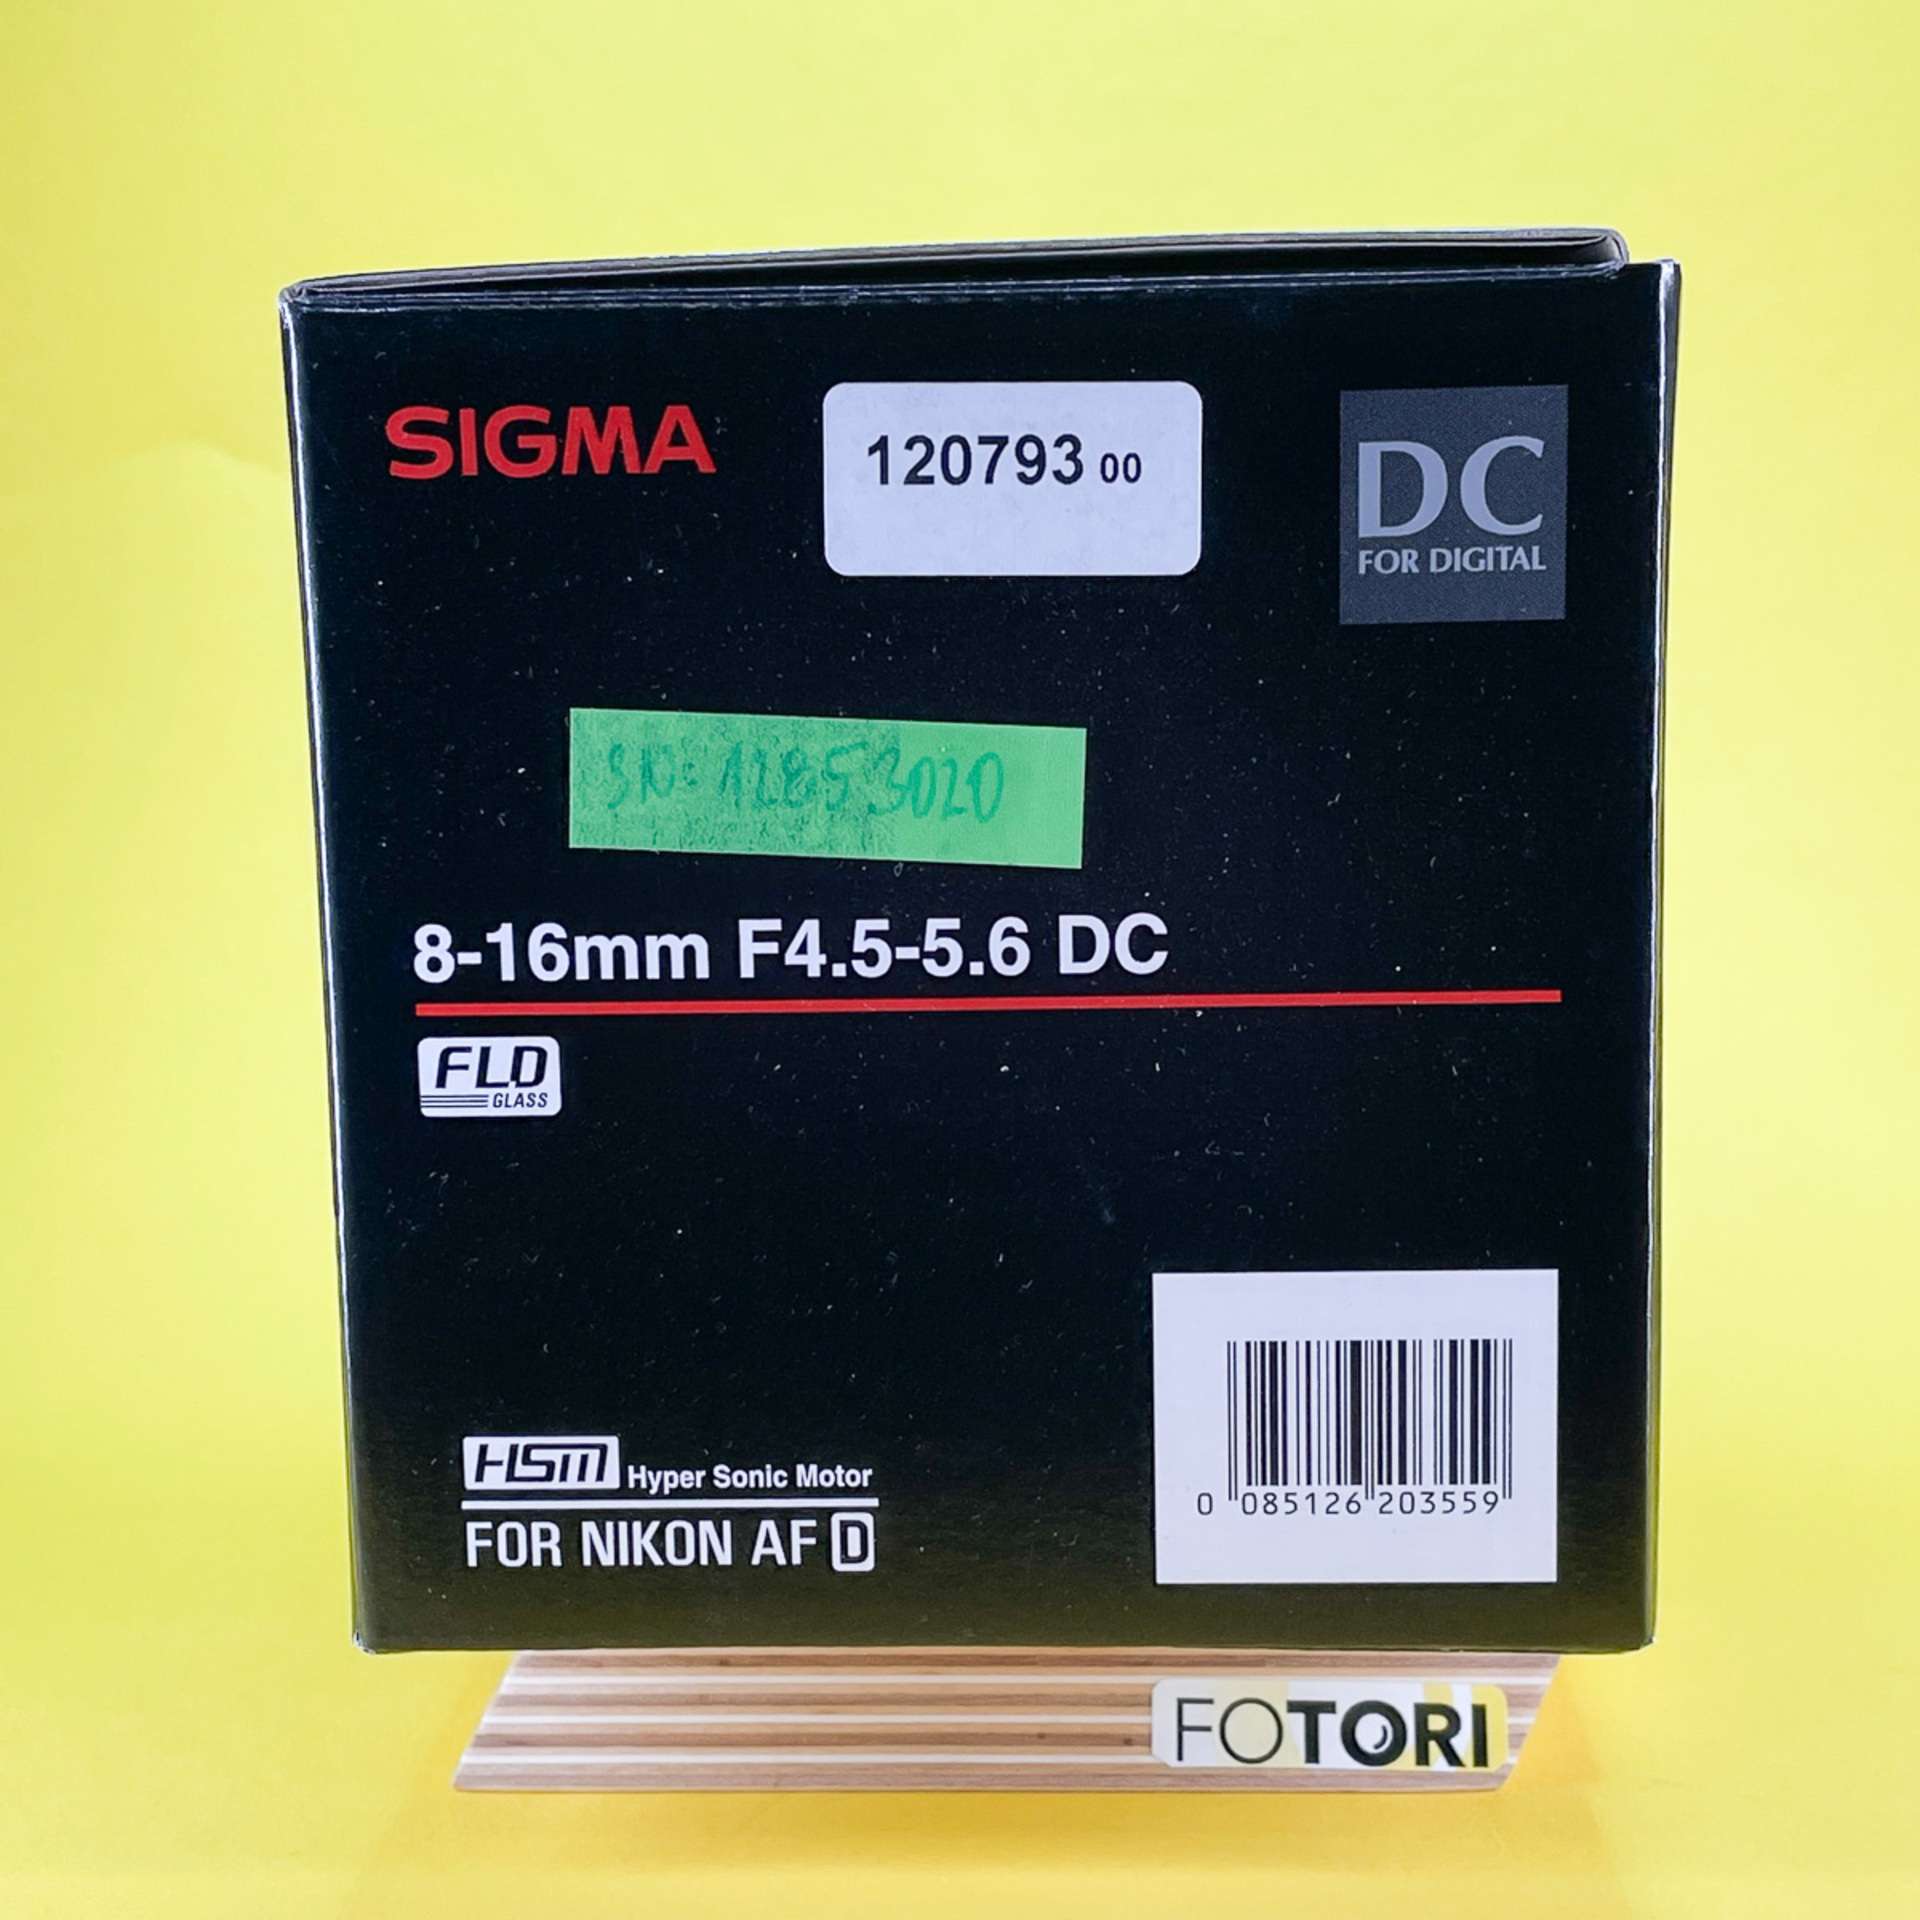 SIGMA
120793 00
DC
FOR DIGITAL
SN: 12853020
8-16mm F4.5-5.6 DC
FLD
GLASS
HSM Hyper Sonic Motor
FOR NIKON AF D
0 085126 203559
FOTORI